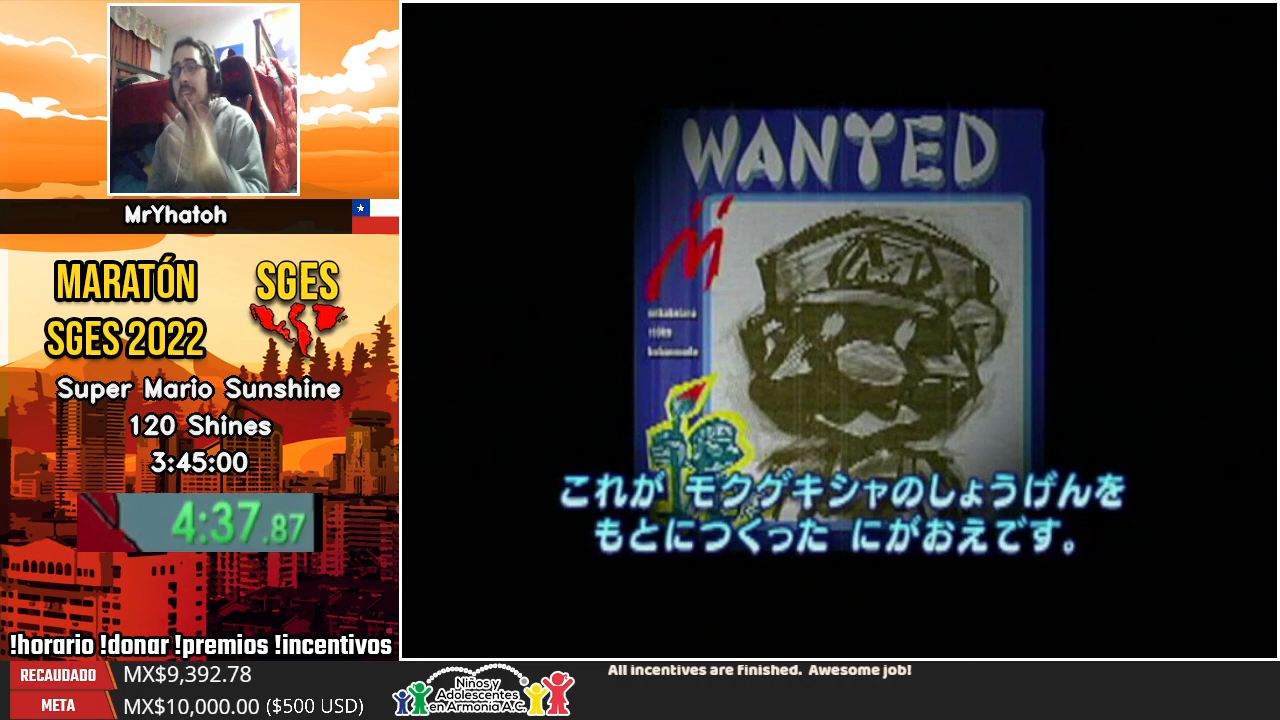 MrYhatoh
MARATÓN
SGES 2022
SGES
Super Mario Sunshine
120 Shines
3:45:00
4:37.87
!horario !donar !premios !incentivos
RECAUDADO MX$9,392.78
META MX$10,000.00 ($500 USD)
Niños y
Adolescentes
en Armonía A.C.
All incentives are finished. Awesome job!
WANTED
M
これが モクゲキシャのしょうげんを
もとにつくった にがおえです。